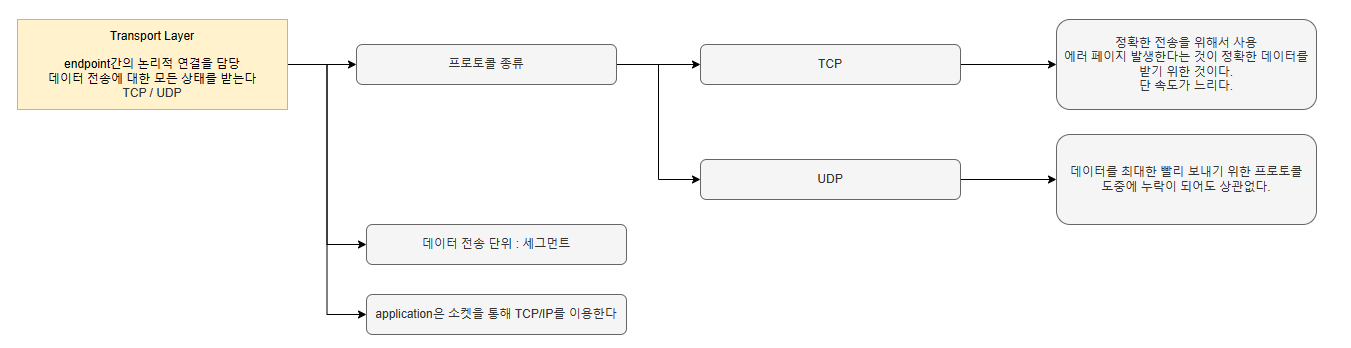 Transport Layer
endpoint간의 논리적 연결을 담당
데이터 전송에 대한 모든 상태를 받는다
TCP / UDP
프로토콜 종류
TCP
정확한 전송을 위해서 사용
에러 페이지 발생한다는 것이 정확한 데이터를
받기 위한 것이다.
단 속도가 느리다.
UDP
데이터를 최대한 빨리 보내기 위한 프로토콜
도중에 누락이 되어도 상관없다.
데이터 전송 단위 : 세그먼트
application은 소켓을 통해 TCP/IP를 이용한다